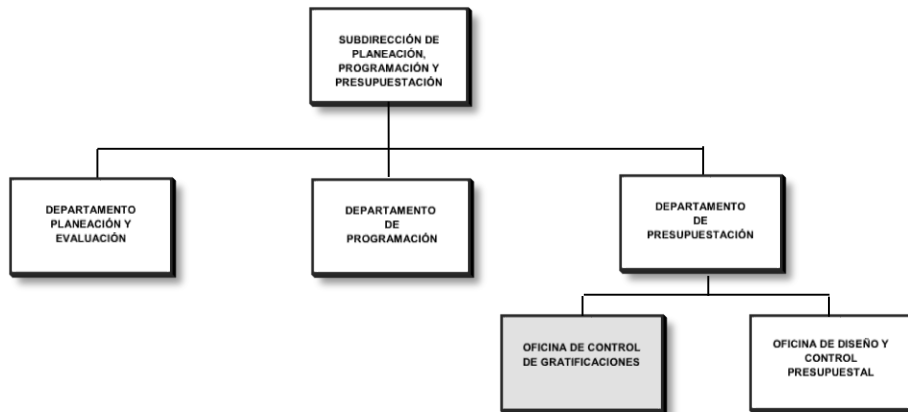 SUBDIRECCIÓN DE
PLANEACIÓN,
PROGRAMACIÓN Y
PRESUPUESTACIÓN
DEPARTAMENTO
PLANEACIÓN Y
EVALUACIÓN
DEPARTAMENTO
DE
PROGRAMACIÓN
DEPARTAMENTO
DE
PRESUPUESTACIÓN
OFICINA DE CONTROL
DE GRATIFICACIONES
OFICINA DE DISEÑO Y
CONTROL
PRESUPUESTAL